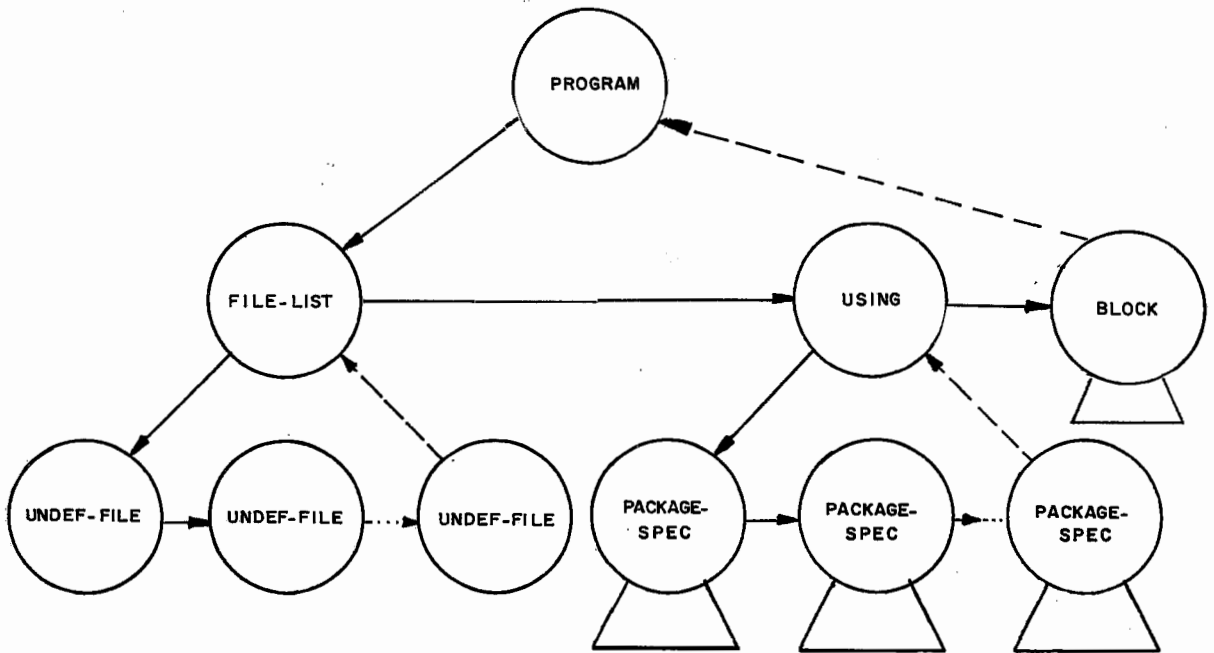 PROGRAM
FILE-LIST
USING
BLOCK
UNDEF-FILE
UNDEF-FILE
UNDEF-FILE
PACKAGE-
SPEC
PACKAGE-
SPEC
PACKAGE-
SPEC